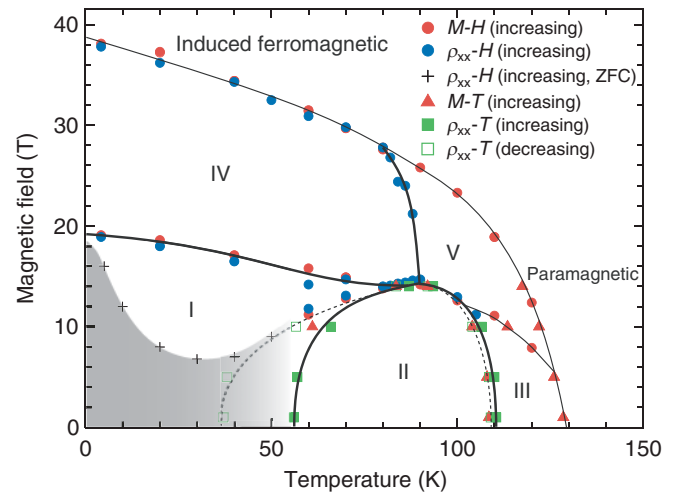 40
30
20
10
0
Magnetic field (T)
0
50
100
150
Temperature (K)
Induced ferromagnetic
M-H (increasing)
ρxx-H (increasing)
ρxx-H (increasing, ZFC)
M-T (increasing)
ρxx-T (increasing)
ρxx-T (decreasing)
IV
V
Paramagnetic
I
II
III